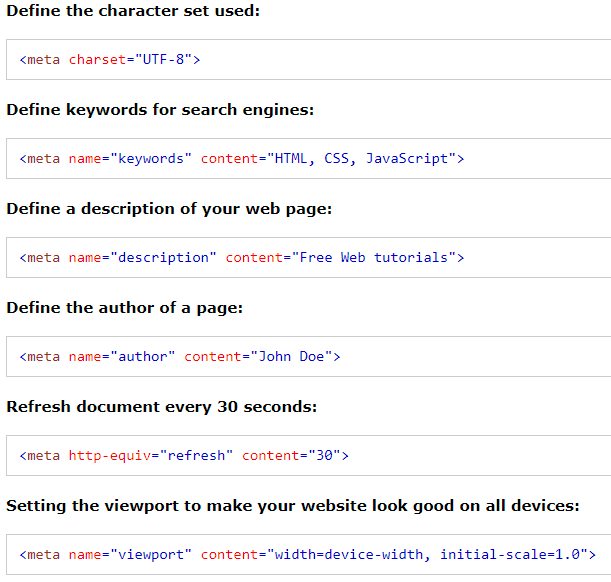 Define the character set used:
<meta charset="UTF-8">
Define keywords for search engines:
<meta name="keywords" content="HTML, CSS, JavaScript">
Define a description of your web page:
<meta name="description" content="Free Web tutorials">
Define the author of a page:
<meta name="author" content="John Doe">
Refresh document every 30 seconds:
<meta http-equiv="refresh" content="30">
Setting the viewport to make your website look good on all devices:
<meta name="viewport" content="width=device-width, initial-scale=1.0">